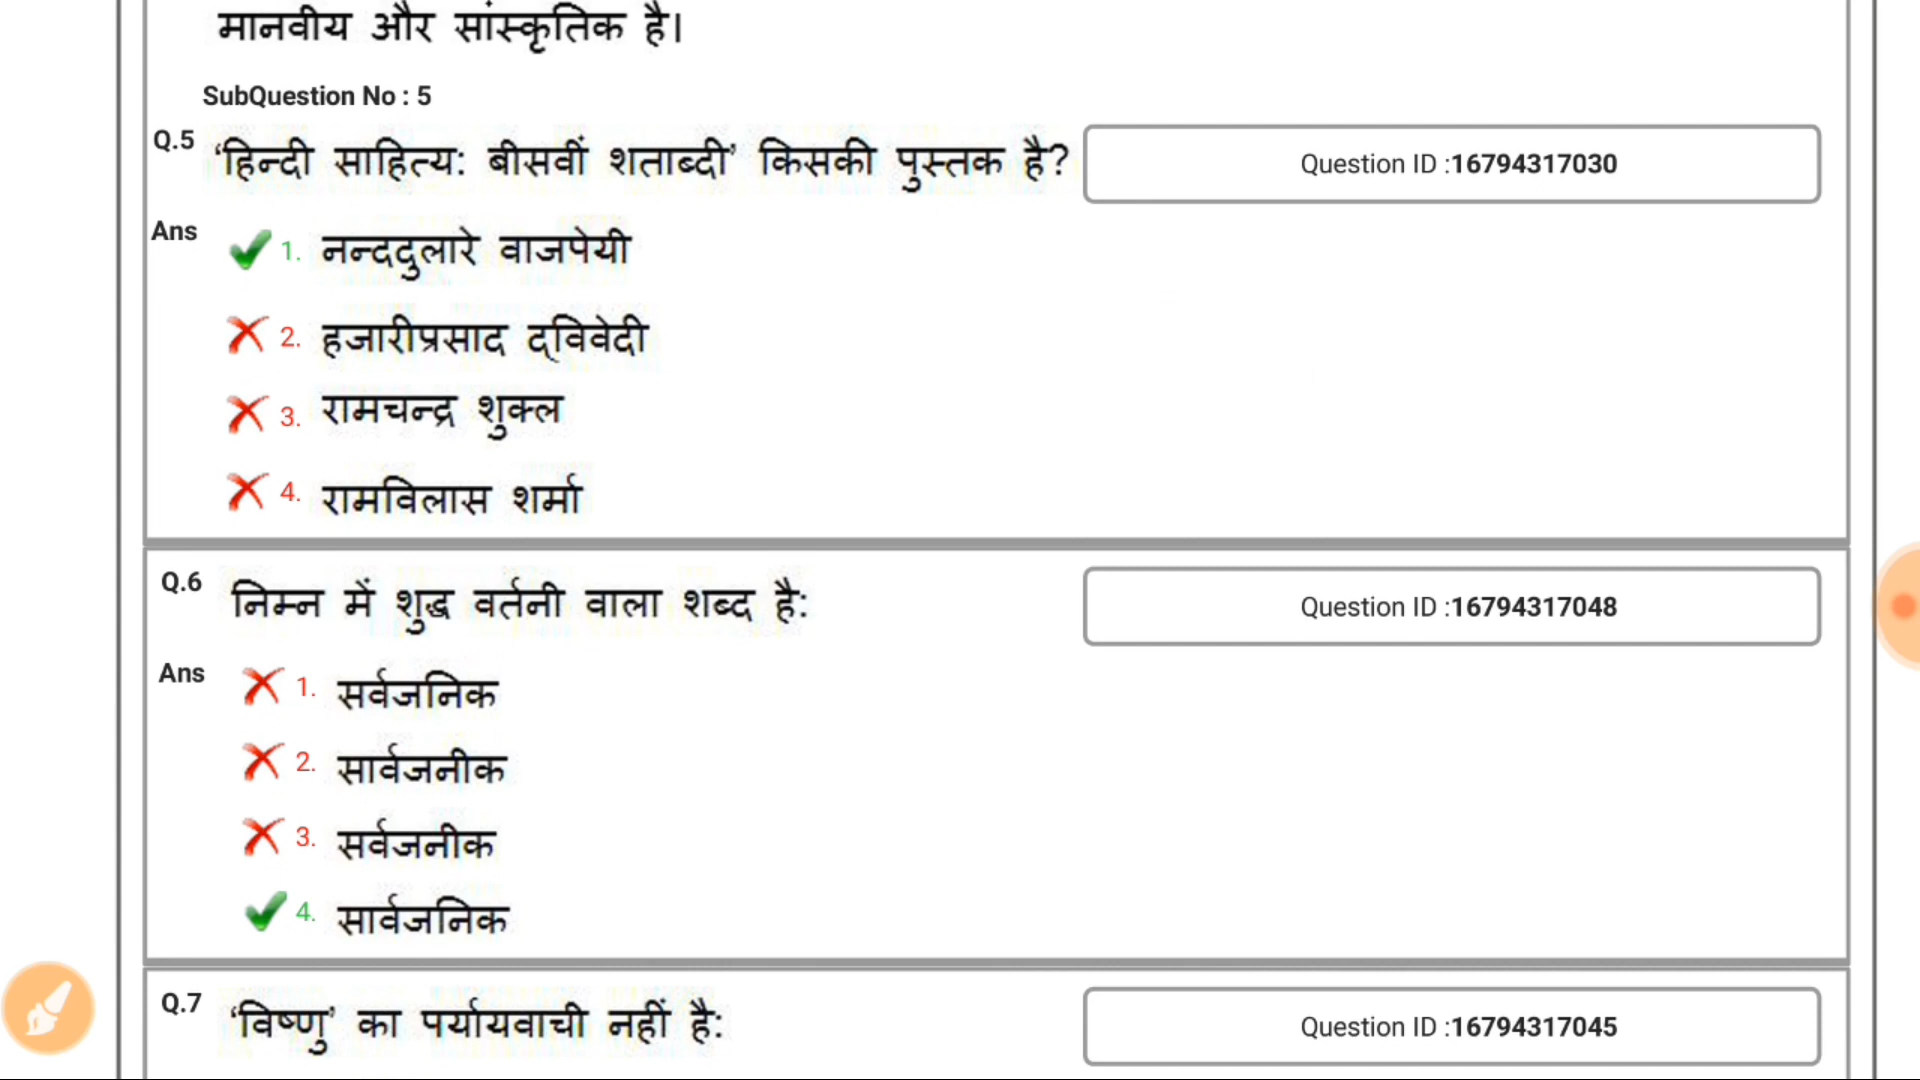 मानवीय और सांस्कृतिक है।
SubQuestion No : 5
Q.5 ‘हिन्दी साहित्य: बीसवीं शताब्दी’ किसकी पुस्तक है?
Question ID :16794317030
Ans
1. नन्ददुलारे वाजपेयी
2. हजारीप्रसाद द्‌विवेदी
3. रामचन्द्र शुक्ल
4. रामविलास शर्मा
Q.6 निम्न में शुद्ध वर्तनी वाला शब्द है:
Question ID :16794317048
Ans
1. सर्वजनिक
2. सार्वजनीक
3. सर्वजनीक
4. सार्वजनिक
Q.7 ‘विष्णु’ का पर्यायवाची नहीं है:
Question ID :16794317045